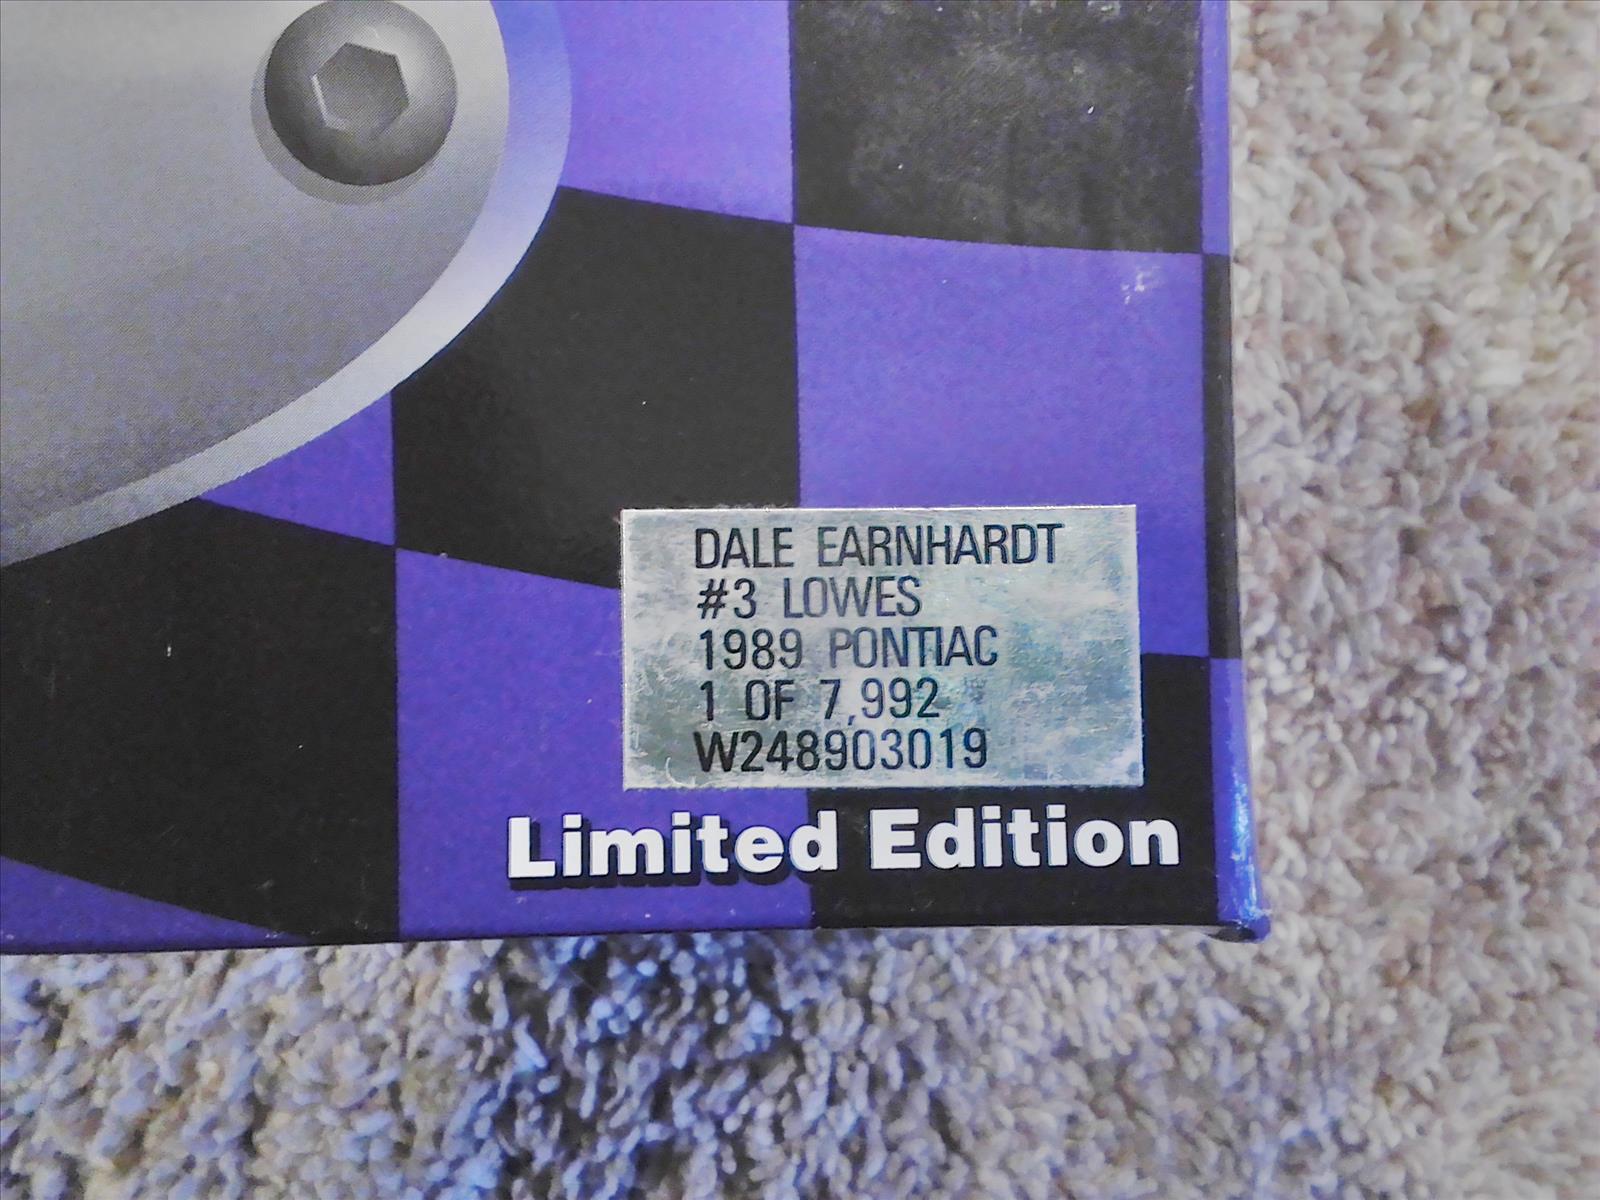 DALE EARNHARDT
#3 LOWES
1989 PONTIAC
1 OF 7,992
W248903019
Limited Edition